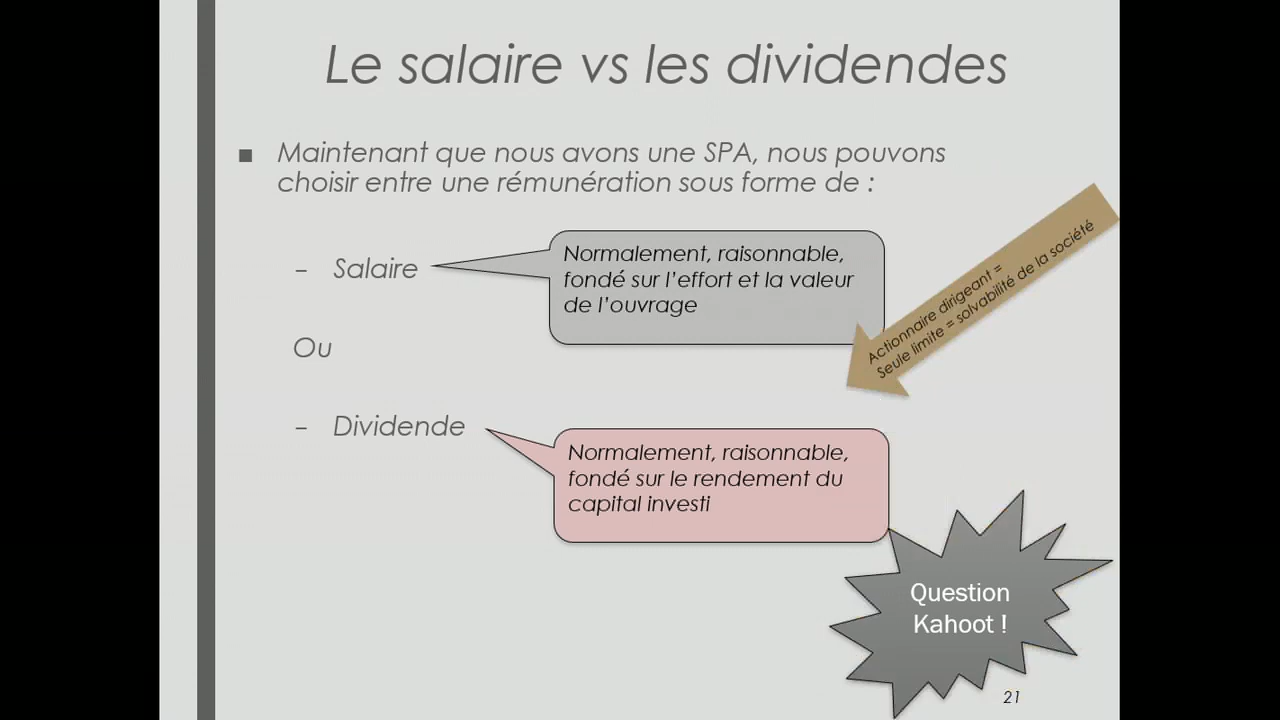 Le salaire vs les dividendes
■ Maintenant que nous avons une SPA, nous pouvons
choisir entre une rémunération sous forme de :
– Salaire
Normalement, raisonnable,
fondé sur l'effort et la valeur
de l'ouvrage
Actionnaire dirigeant =
Seule limite = solvabilité de la société
Ou
– Dividende
Normalement, raisonnable,
fondé sur le rendement du
capital investi
Question
Kahoot !
21